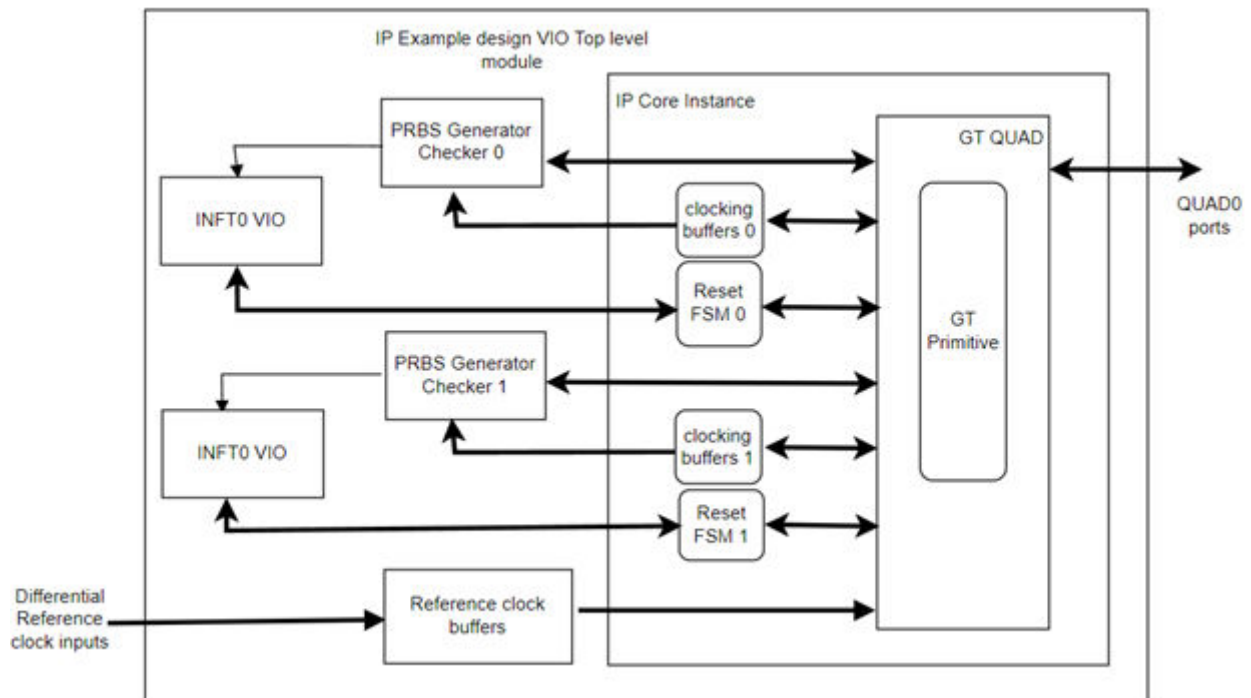 IP Example design VIO Top level
module
IP Core Instance
PRBS Generator
Checker 0
GT QUAD
INFT0 VIO
clocking
buffers 0
QUAD0
ports
Reset
FSM 0
GT
Primitive
PRBS Generator
Checker 1
INFT0 VIO
clocking
buffers 1
Reset
FSM 1
Differential
Reference
clock inputs
Reference clock
buffers